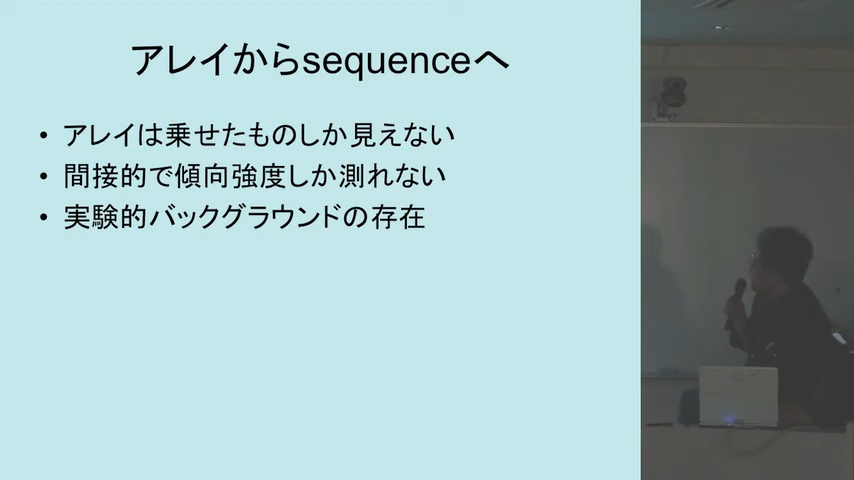 アレイからsequenceへ
• アレイは乗せたものしか見えない
• 間接的で傾向強度しか測れない
• 実験的バックグラウンドの存在